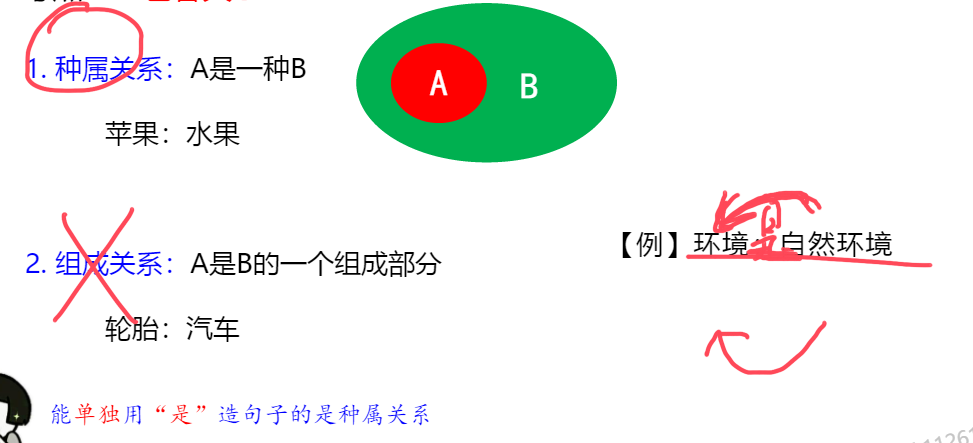 1. 种属关系：A是一种B
A
B
苹果：水果
【例】环境：自然环境
是
2. 组成关系：A是B的一个组成部分
轮胎：汽车
能单独用“是”造句子的是种属关系